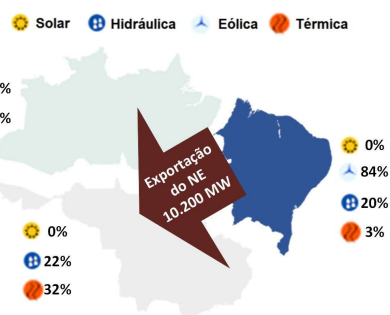 Solar Hidráulica Eólica Térmica
%
%
Exportação
do NE
10.200 MW
0%
84%
20%
3%
0%
22%
32%